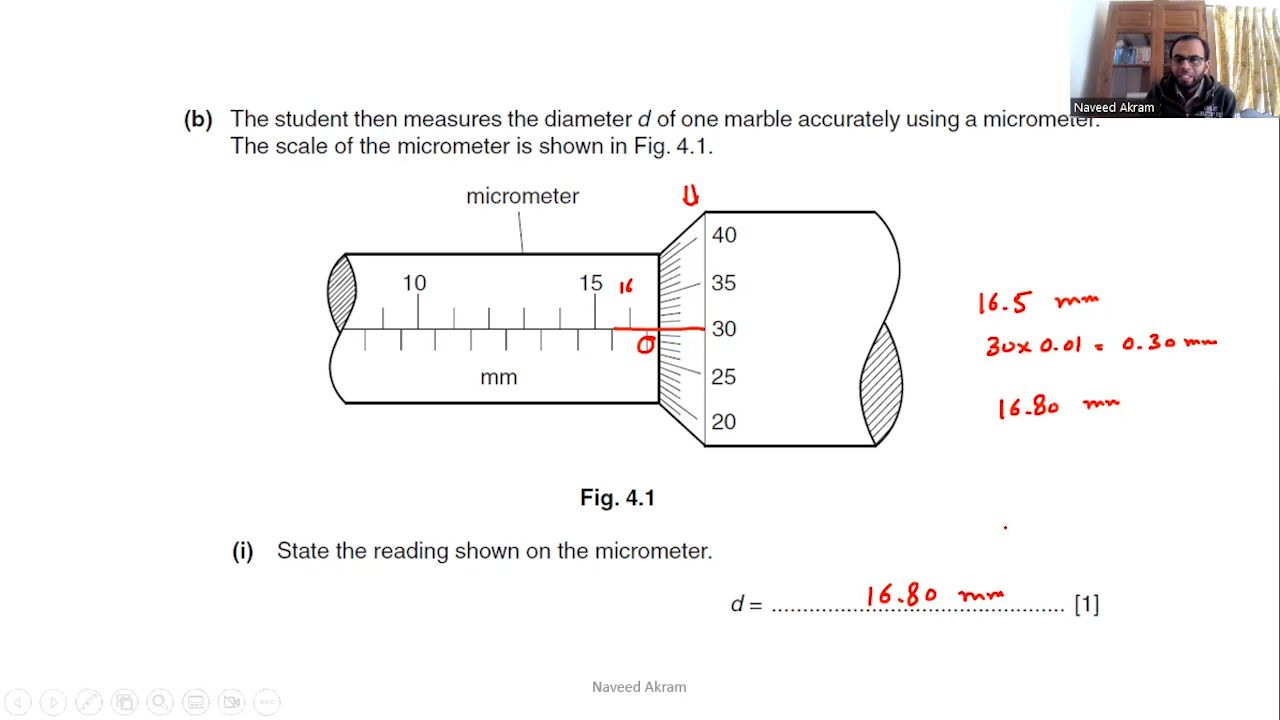 Naveed Akram
(b) The student then measures the diameter d of one marble accurately using a micrometer.
The scale of the micrometer is shown in Fig. 4.1.
micrometer
40
10
15
16
35
30
mm
25
20
16.5 mm
30 x 0.01 = 0.30 mm
16.80 mm
Fig. 4.1
(i) State the reading shown on the micrometer.
d = 16.80 mm [1]
Naveed Akram